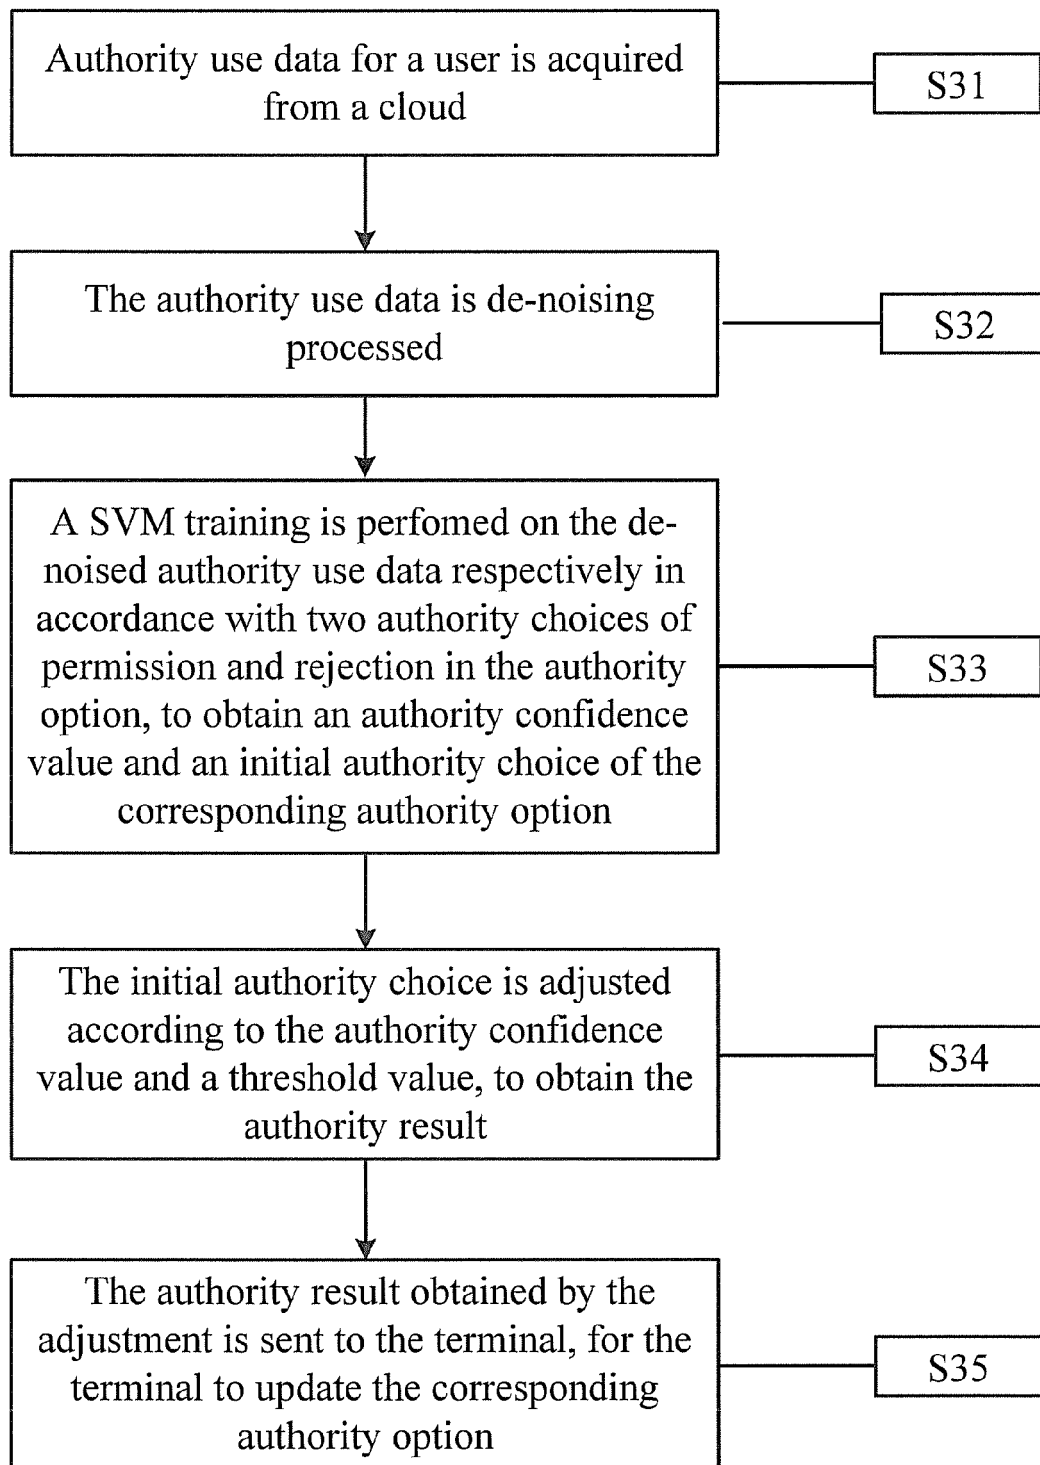 Authority use data for a user is acquired
from a cloud
S31
The authority use data is de-noising
processed
S32
A SVM training is perfomed on the de-
noised authority use data respectively in
accordance with two authority choices of
permission and rejection in the authority
option, to obtain an authority confidence
value and an initial authority choice of the
corresponding authority option
S33
The initial authority choice is adjusted
according to the authority confidence
value and a threshold value, to obtain the
authority result
S34
The authority result obtained by the
adjustment is sent to the terminal, for the
terminal to update the corresponding
authority option
S35